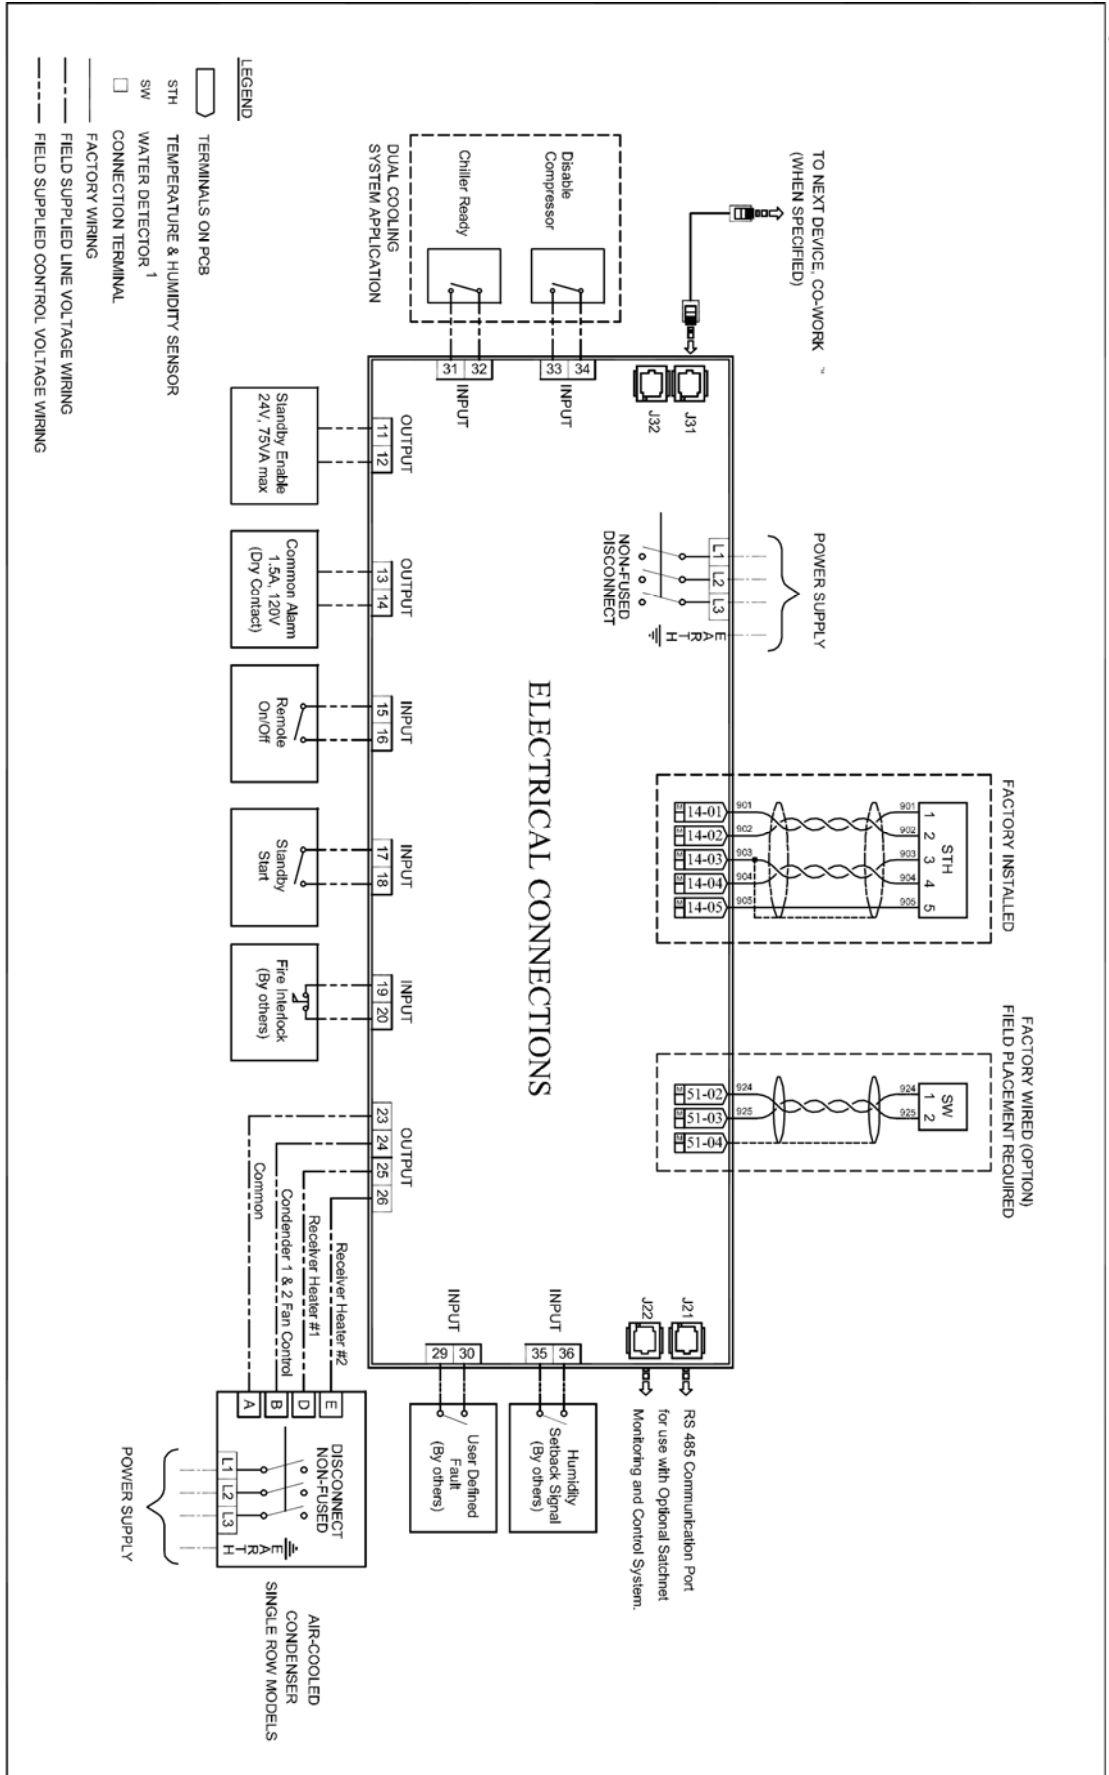 TO NEXT DEVICE, CO-WORK ™
(WHEN SPECIFIED)
POWER SUPPLY
FACTORY INSTALLED
FACTORY WIRED (OPTION)
FIELD PLACEMENT REQUIRED
STH
1 2 3 4 5
901 902 903 904 905
901 902 903 904 905
M 14-01
M 14-02
M 14-03
M 14-04
M 14-05
SW
1 2
924 925
924 925
M 51-02
M 51-03
M 51-04
L1 L2 L3
EARTH
NON-FUSED
DISCONNECT
J31
J32
J21
J22
RS 485 Communication Port
for use with Optional Satchnet
Monitoring and Control System.
ELECTRICAL CONNECTIONS
Disable
Compressor
Chiller Ready
DUAL COOLING
SYSTEM APPLICATION
34
33
INPUT
32
31
INPUT
INPUT
36
35
Humidity
Setback Signal
(By others)
INPUT
30
29
User Defined
Fault
(By others)
OUTPUT
11 12
Standby Enable
24V, 75VA max
OUTPUT
13 14
Common Alarm
1.5A, 120V
(Dry Contact)
INPUT
15 16
Remote
On/Off
INPUT
17 18
Standby
Start
INPUT
19 20
Fire Interlock
(By others)
OUTPUT
23 24 25 26
Receiver Heater #2
Receiver Heater #1
Condender 1 & 2 Fan Control
Common
E
D
B
A
DISCONNECT
NON-FUSED
L1 L2 L3
EARTH
POWER SUPPLY
AIR-COOLED
CONDENSER
SINGLE ROW MODELS
LEGEND
TERMINALS ON PCB
STH TEMPERATURE & HUMIDITY SENSOR
SW WATER DETECTOR 1
CONNECTION TERMINAL
FACTORY WIRING
FIELD SUPPLIED LINE VOLTAGE WIRING
FIELD SUPPLIED CONTROL VOLTAGE WIRING